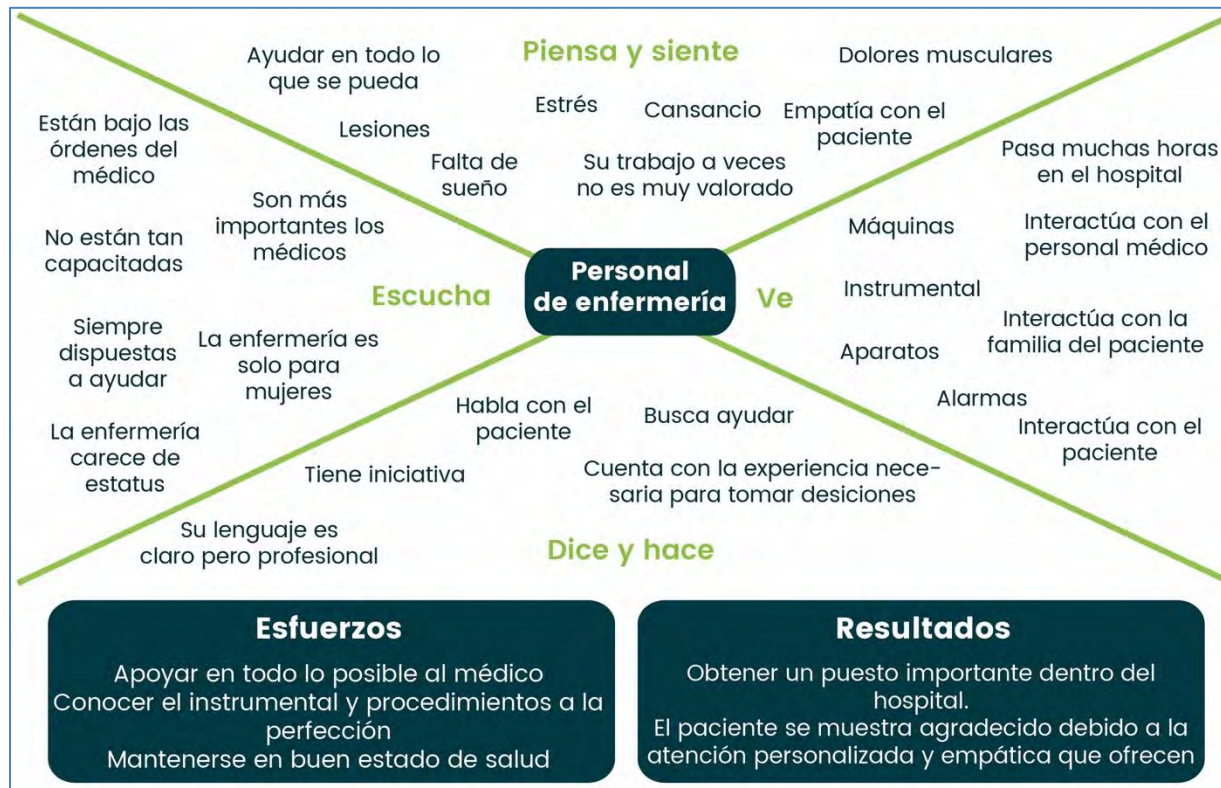 Piensa y siente
Ayudar en todo lo
que se pueda
Lesiones
Estrés
Falta de
sueño
Cansancio
Su trabajo a veces
no es muy valorado
Dolores musculares
Empatía con el
paciente
Están bajo las
órdenes del
médico
Son más
importantes los
médicos
No están tan
capacitadas
Escucha
Siempre
dispuestas
a ayudar
La enfermería es
solo para
mujeres
La enfermería
carece de
estatus
Personal
de enfermería
Ve
Pasa muchas horas
en el hospital
Máquinas
Interactúa con el
personal médico
Instrumental
Interactúa con la
familia del paciente
Aparatos
Alarmas
Interactúa con el
paciente
Habla con el
paciente
Busca ayudar
Tiene iniciativa
Cuenta con la experiencia nece-
saria para tomar desiciones
Su lenguaje es
claro pero profesional
Dice y hace
Esfuerzos
Apoyar en todo lo posible al médico
Conocer el instrumental y procedimientos a la
perfección
Mantenerse en buen estado de salud
Resultados
Obtener un puesto importante dentro del
hospital.
El paciente se muestra agradecido debido a la
atención personalizada y empática que ofrecen